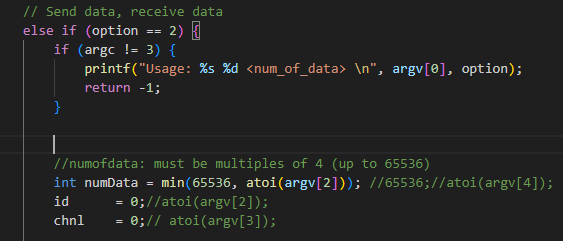 // Send data, receive data
else if (option == 2) {
if (argc != 3) {
printf("Usage: %s %d <num_of_data> \n", argv[0], option);
return -1;
}
//numofdata: must be multiples of 4 (up to 65536)
int numData = min(65536, atoi(argv[2])); //65536;//atoi(argv[4]);
id     = 0;//atoi(argv[2]);
chnl    = 0;// atoi(argv[3]);